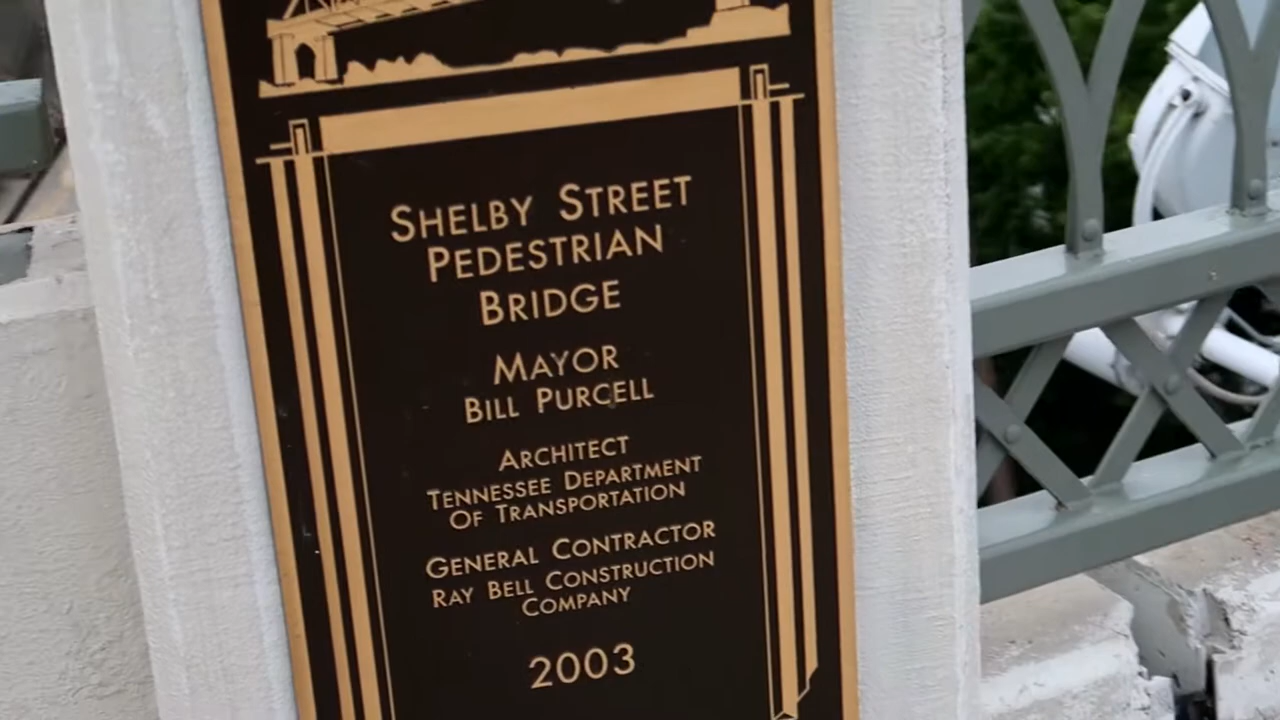 SHELBY STREET
PEDESTRIAN
BRIDGE
MAYOR
BILL PURCELL
ARCHITECT
TENNESSEE DEPARTMENT
OF TRANSPORTATION
GENERAL CONTRACTOR
RAY BELL CONSTRUCTION
COMPANY
2003